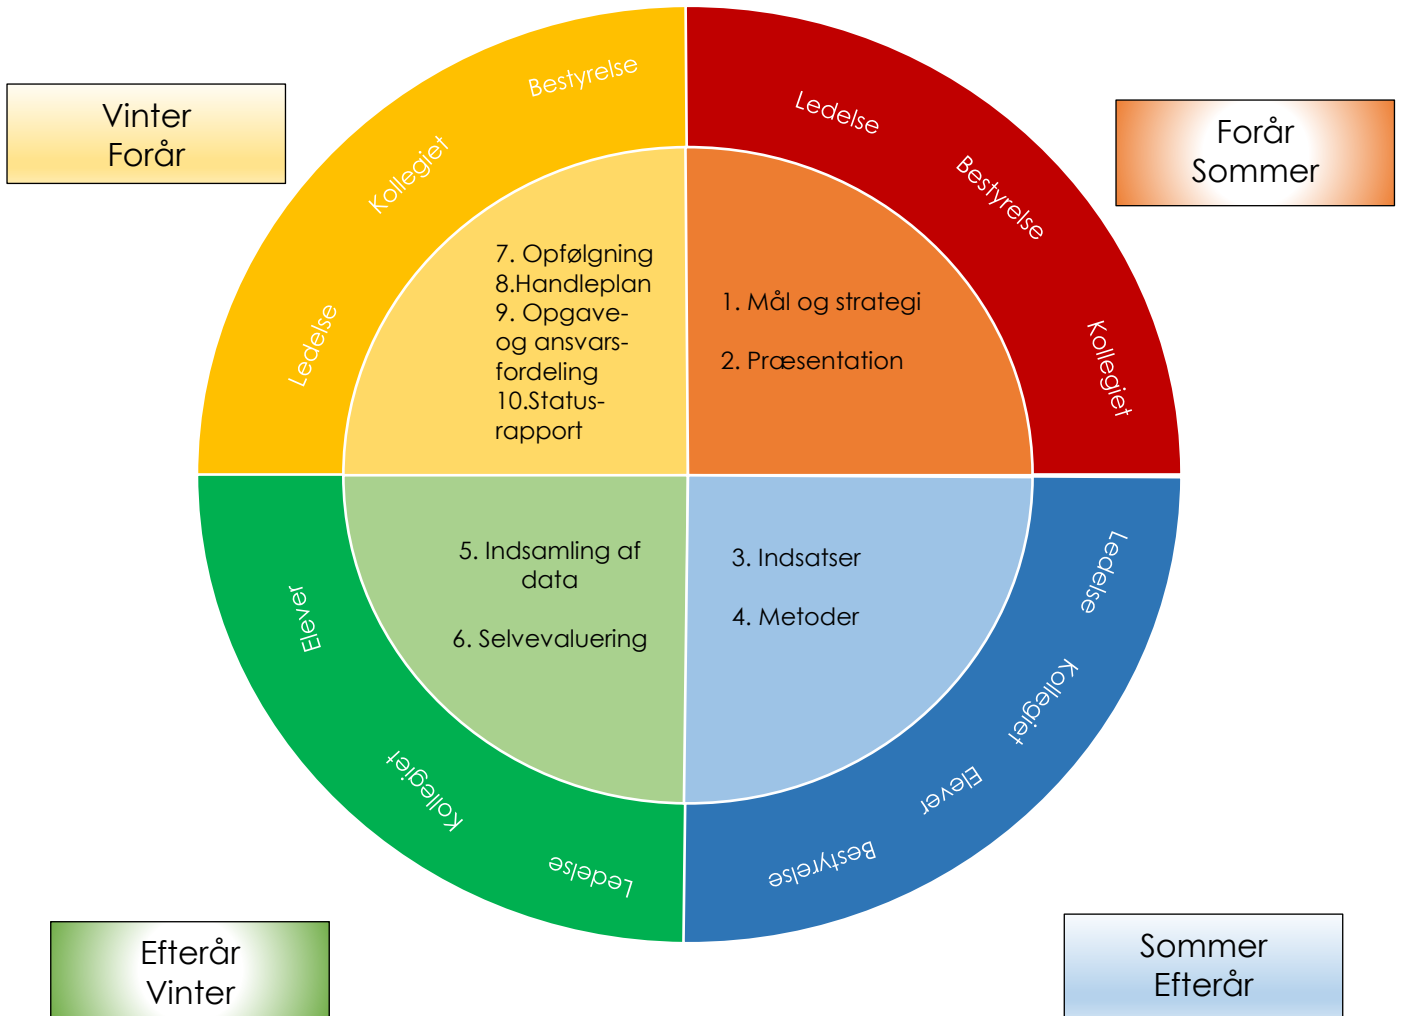 Vinter
Forår
Forår
Sommer
Bestyrelse
Kollegiet
Ledelse
Ledelse
Bestyrelse
Kollegiet
7. Opfølgning
8.Handleplan
9. Opgave-
og ansvars-
fordeling
10.Status-
rapport
1. Mål og strategi
2. Præsentation
5. Indsamling af
data
6. Selvevaluering
3. Indsatser
4. Metoder
Elever
Kollegiet
Ledelse
Ledelse
Kollegiet
Elever
Bestyrelse
Efterår
Vinter
Sommer
Efterår